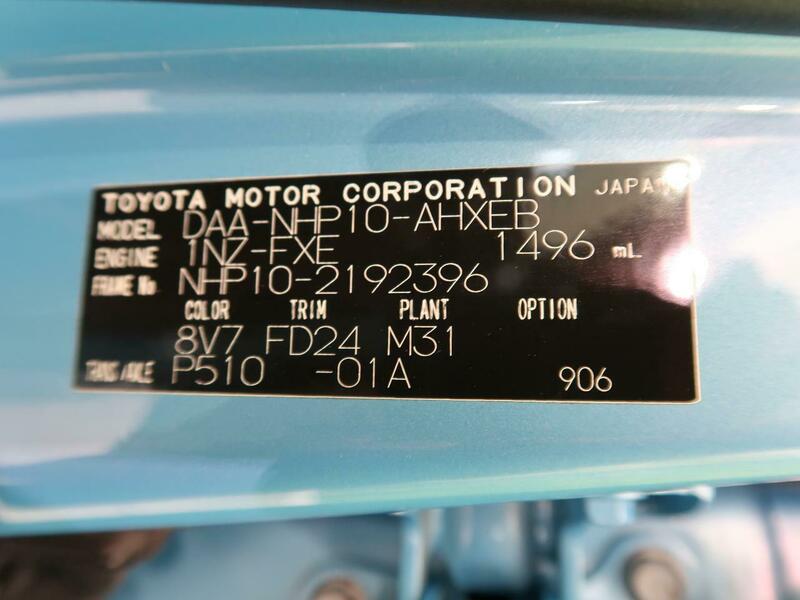 TOYOTA MOTOR CORPORATION JAPAN
MODEL DAA-NHP10-AHXEB
ENGINE 1NZ-FXE 1496 mL
FRAME No NHP10-2192396
COLOR TRIM PLANT OPTION
8V7 FD24 M31
TRANS/AXLE P510 -01A 906